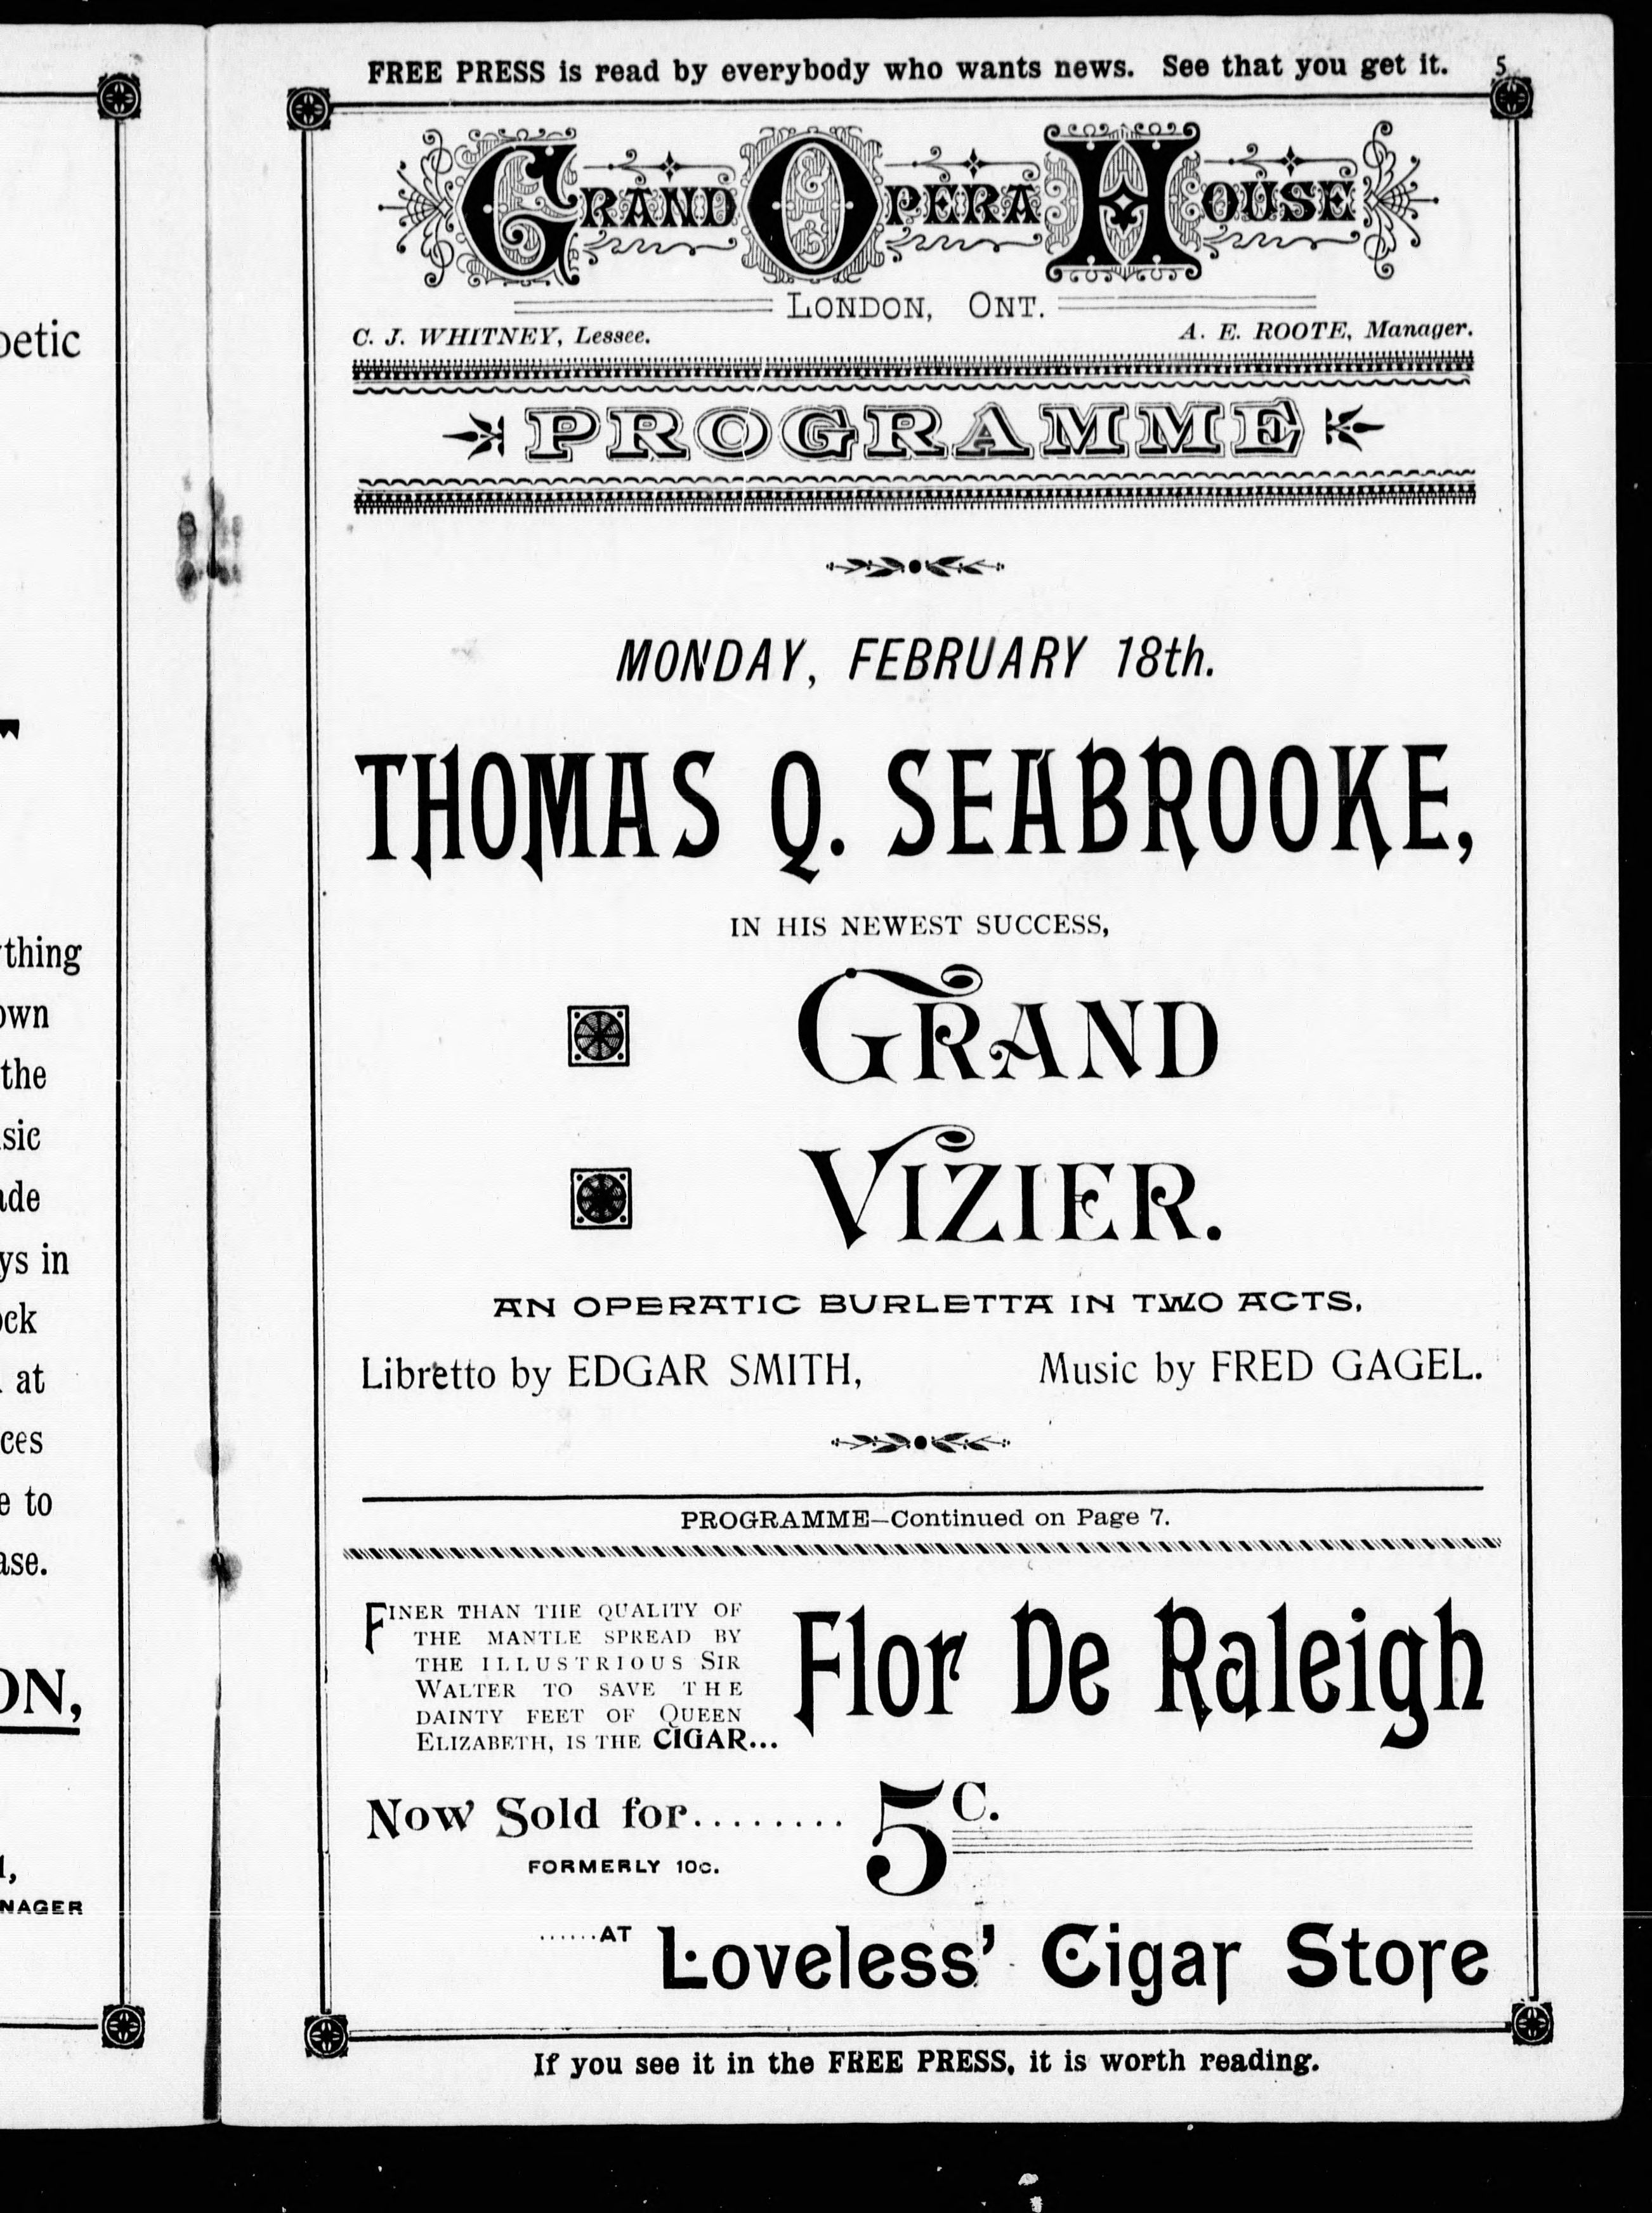 oetic
ything
own
the
sic
ade
ys in
ock
at
ces
e to
ase.
ON,
NAGER
FREE PRESS is read by everybody who wants news. See that you get it. 5
GRAND OPERA HOUSE
LONDON, ONT.
C. J. WHITNEY, Lessee. A. E. ROOTE, Manager.
PROGRAMME
MONDAY, FEBRUARY 18th.
THOMAS Q. SEABROOKE,
IN HIS NEWEST SUCCESS,
GRAND
VIZIER.
AN OPERATIC BURLETTA IN TWO ACTS.
Libretto by EDGAR SMITH, Music by FRED GAGEL.
PROGRAMME—Continued on Page 7.
FINER THAN THE QUALITY OF
THE MANTLE SPREAD BY
THE ILLUSTRIOUS SIR
WALTER TO SAVE THE
DAINTY FEET OF QUEEN
ELIZABETH, IS THE CIGAR...
Flor De Raleigh
Now Sold for........ 5c.
FORMERLY 10c.
......AT Loveless' Cigar Store
If you see it in the FREE PRESS, it is worth reading.